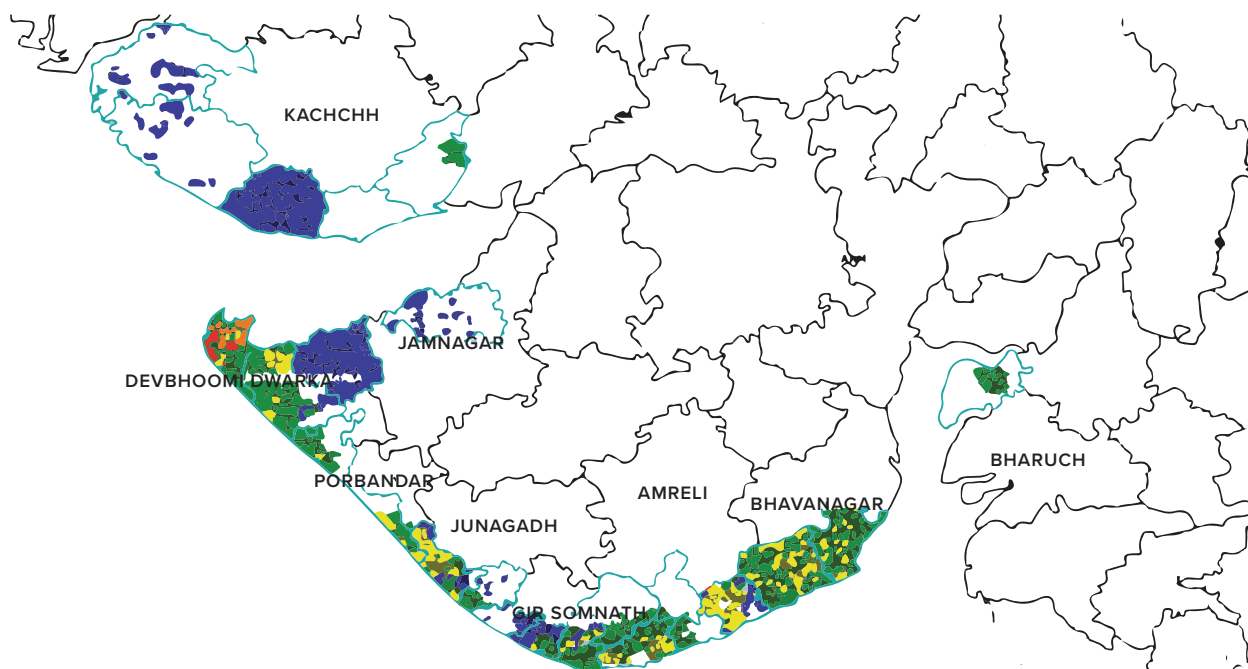 KACHCHH
JAMNAGAR
DEVBHOOMI DWARKA
BHARUCH
PORBANDAR
AMRELI
BHAVANAGAR
JUNAGADH
GIR SOMNATH